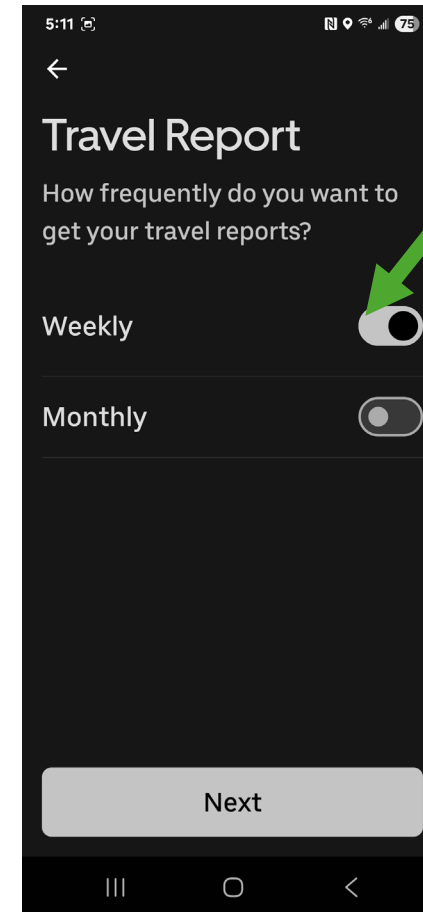 5:11 75
Travel Report
How frequently do you want to
get your travel reports?
Weekly
Monthly
Next